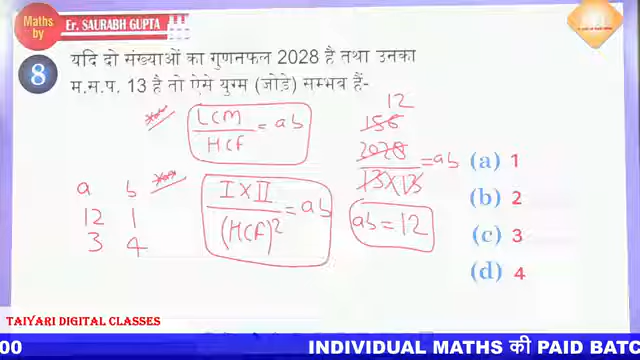 Maths by
Er. SAURABH GUPTA
8
यदि दो संख्याओं का गुणनफल 2028 है तथा उनका
म.स.प. 13 है तो ऐसे युग्म (जोड़े) सम्भव हैं-
LCM/HCF = ab
I X II/(HCF)² = ab
a b
12 1
3 4
12
156
2028/13X13 = ab
ab = 12
(a) 1
(b) 2
(c) 3
(d) 4
TAIYARI DIGITAL CLASSES
00 INDIVIDUAL MATHS की PAID BATC